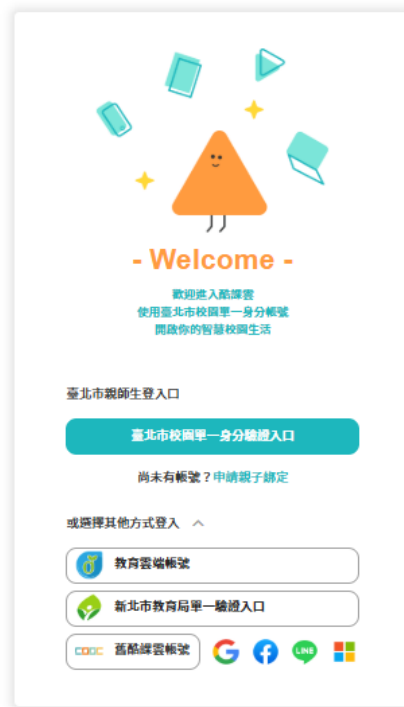 - Welcome -
歡迎進入酷課雲
使用臺北市校園單一身分帳號
開啟你的智慧校園生活
臺北市親師生登入口
臺北市校園單一身分驗證入口
尚未有帳號？申請親子綁定
或選擇其他方式登入
教育雲端帳號
新北市教育局單一驗證入口
COOC 舊酷課雲帳號 LINE